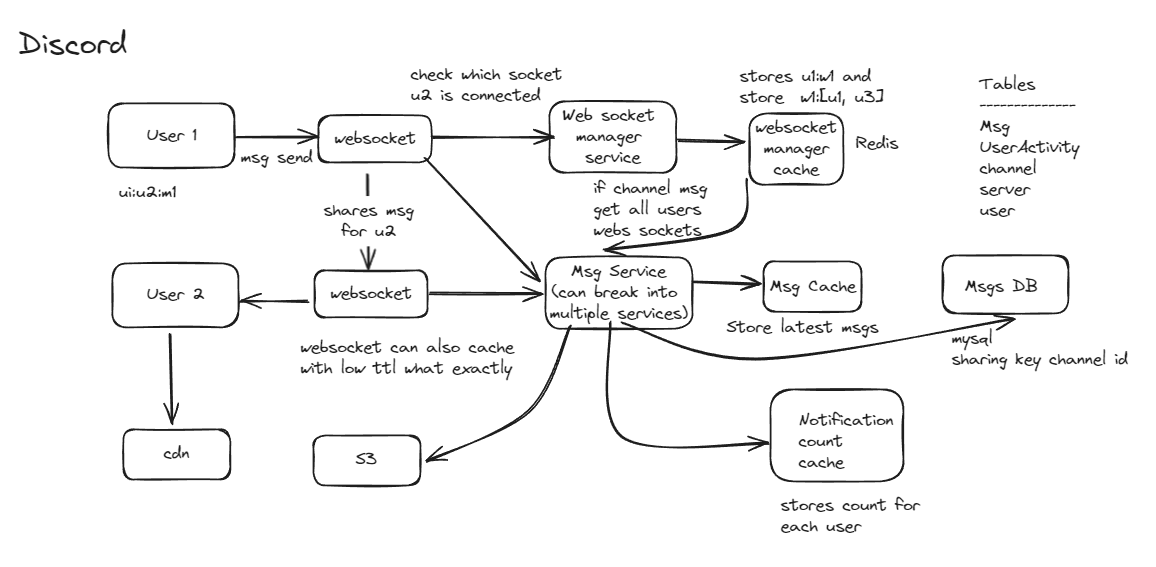 Discord
check which socket
u2 is connected
stores u1:w1 and
store w1:[u1, u3]
Tables
--------------
Msg
UserActivity
channel
server
user
User 1
msg send
ui:u2:m1
websocket
Web socket
manager
service
websocket
manager
cache
Redis
shares msg
for u2
if channel msg
get all users
webs sockets
User 2
websocket
Msg Service
(can break into
multiple services)
Msg Cache
Store latest msgs
Msgs DB
mysql
sharing key channel id
websocket can also cache
with low ttl what exactly
cdn
S3
Notification
count
cache
stores count for
each user